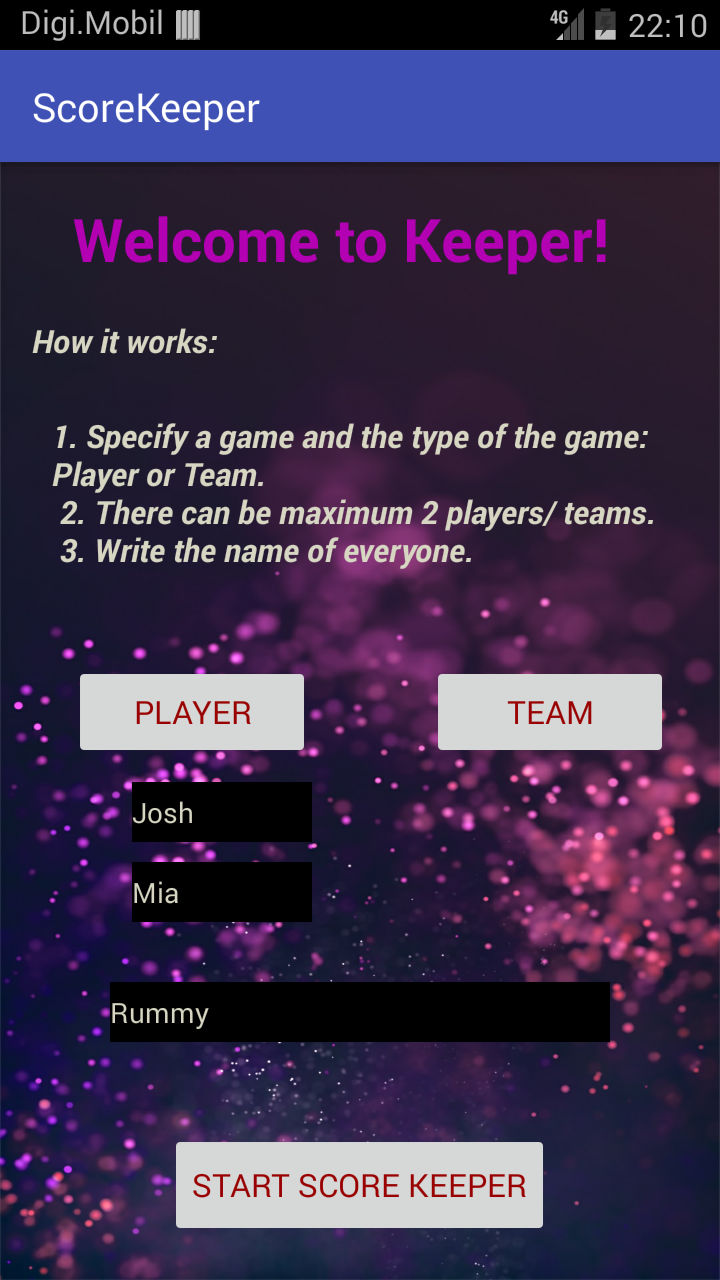 Digi.Mobil 4G 22:10
ScoreKeeper
Welcome to Keeper!
How it works:
1. Specify a game and the type of the game:
Player or Team.
2. There can be maximum 2 players/ teams.
3. Write the name of everyone.
PLAYER TEAM
Josh
Mia
Rummy
START SCORE KEEPER